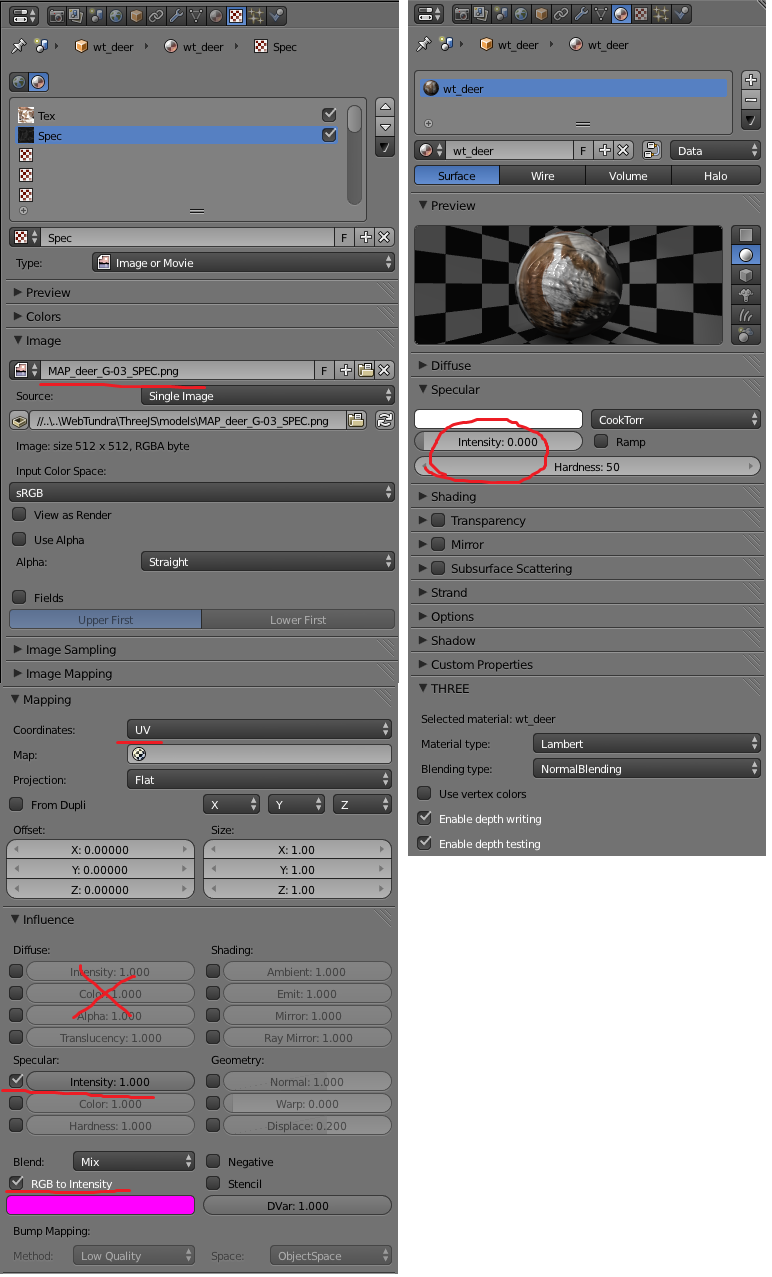 wt_deer wt_deer Spec
Tex
Spec
Spec F
Type: Image or Movie
Preview
Colors
Image
MAP_deer_G-03_SPEC.png F
Source: Single Image
//..\..\WebTundra\ThreeJS\models\MAP_deer_G-03_SPEC.png
Image: size 512 x 512, RGBA byte
Input Color Space:
sRGB
View as Render
Use Alpha
Alpha: Straight
Fields
Upper First Lower First
Image Sampling
Image Mapping
Mapping
Coordinates: UV
Map:
Projection: Flat
From Dupli X Y Z
Offset: Size:
X: 0.00000 X: 1.00
Y: 0.00000 Y: 1.00
Z: 0.00000 Z: 1.00
Influence
Diffuse: Shading:
Intensity: 1.000 Ambient: 1.000
Color: 1.000 Emit: 1.000
Alpha: 1.000 Mirror: 1.000
Translucency: 1.000 Ray Mirror: 1.000
Specular: Geometry:
Intensity: 1.000 Normal: 1.000
Color: 1.000 Warp: 0.000
Hardness: 1.000 Displace: 0.200
Blend: Mix Negative
RGB to Intensity Stencil
DVar: 1.000
Bump Mapping:
Method: Low Quality Space: ObjectSpace
wt_deer wt_deer
wt_deer
wt_deer F Data
Surface Wire Volume Halo
Preview
Diffuse
Specular
CookTorr
Intensity: 0.000 Ramp
Hardness: 50
Shading
Transparency
Mirror
Subsurface Scattering
Strand
Options
Shadow
Custom Properties
THREE
Selected material: wt_deer
Material type: Lambert
Blending type: NormalBlending
Use vertex colors
Enable depth writing
Enable depth testing